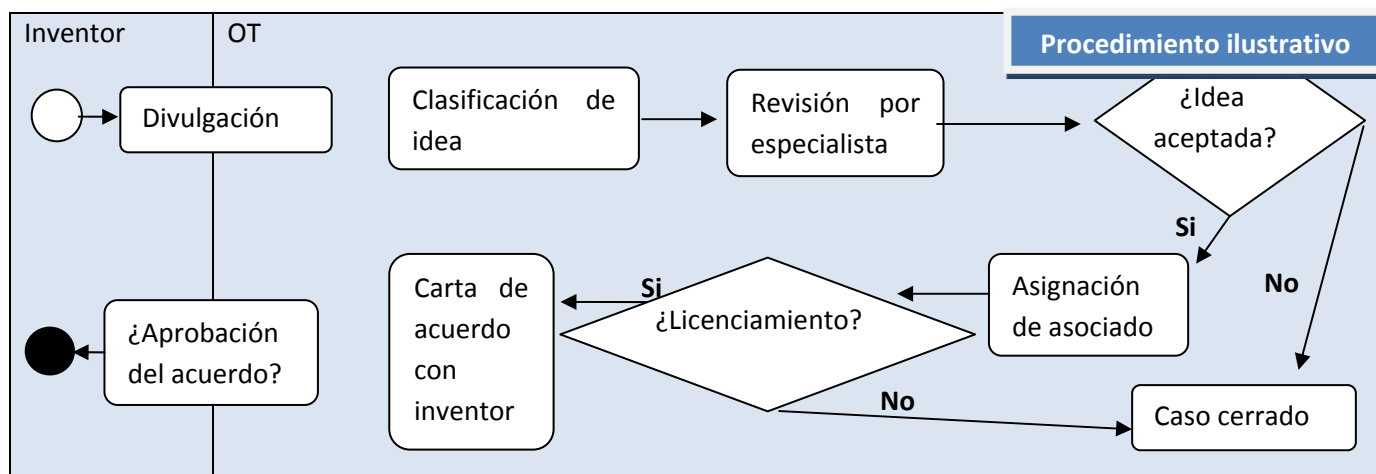 Inventor
OT
Procedimiento ilustrativo
Divulgación
Clasificación de
idea
Revisión por
especialista
¿Idea
aceptada?
Si
No
Asignación
de asociado
¿Licenciamiento?
Si
No
Carta de
acuerdo
con
inventor
¿Aprobación
del acuerdo?
Caso cerrado